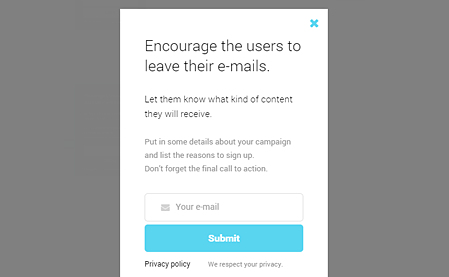 Encourage the users to
leave their e-mails.
Let them know what kind of content
they will receive.
Put in some details about your campaign
and list the reasons to sign up.
Don't forget the final call to action.
Your e-mail
Submit
Privacy policy We respect your privacy.